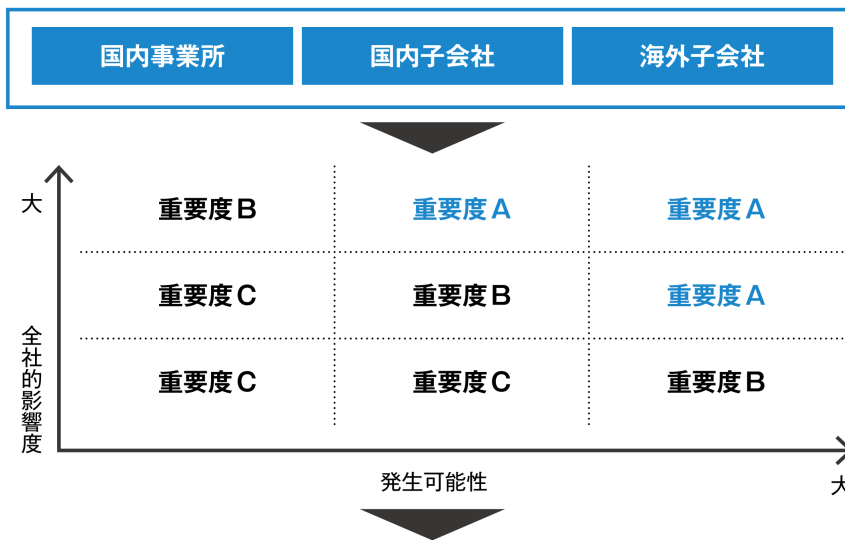 国内事業所 国内子会社 海外子会社
大 重要度B 重要度A 重要度A
重要度C 重要度B 重要度A
全社的影響度
重要度C 重要度C 重要度B
発生可能性
大